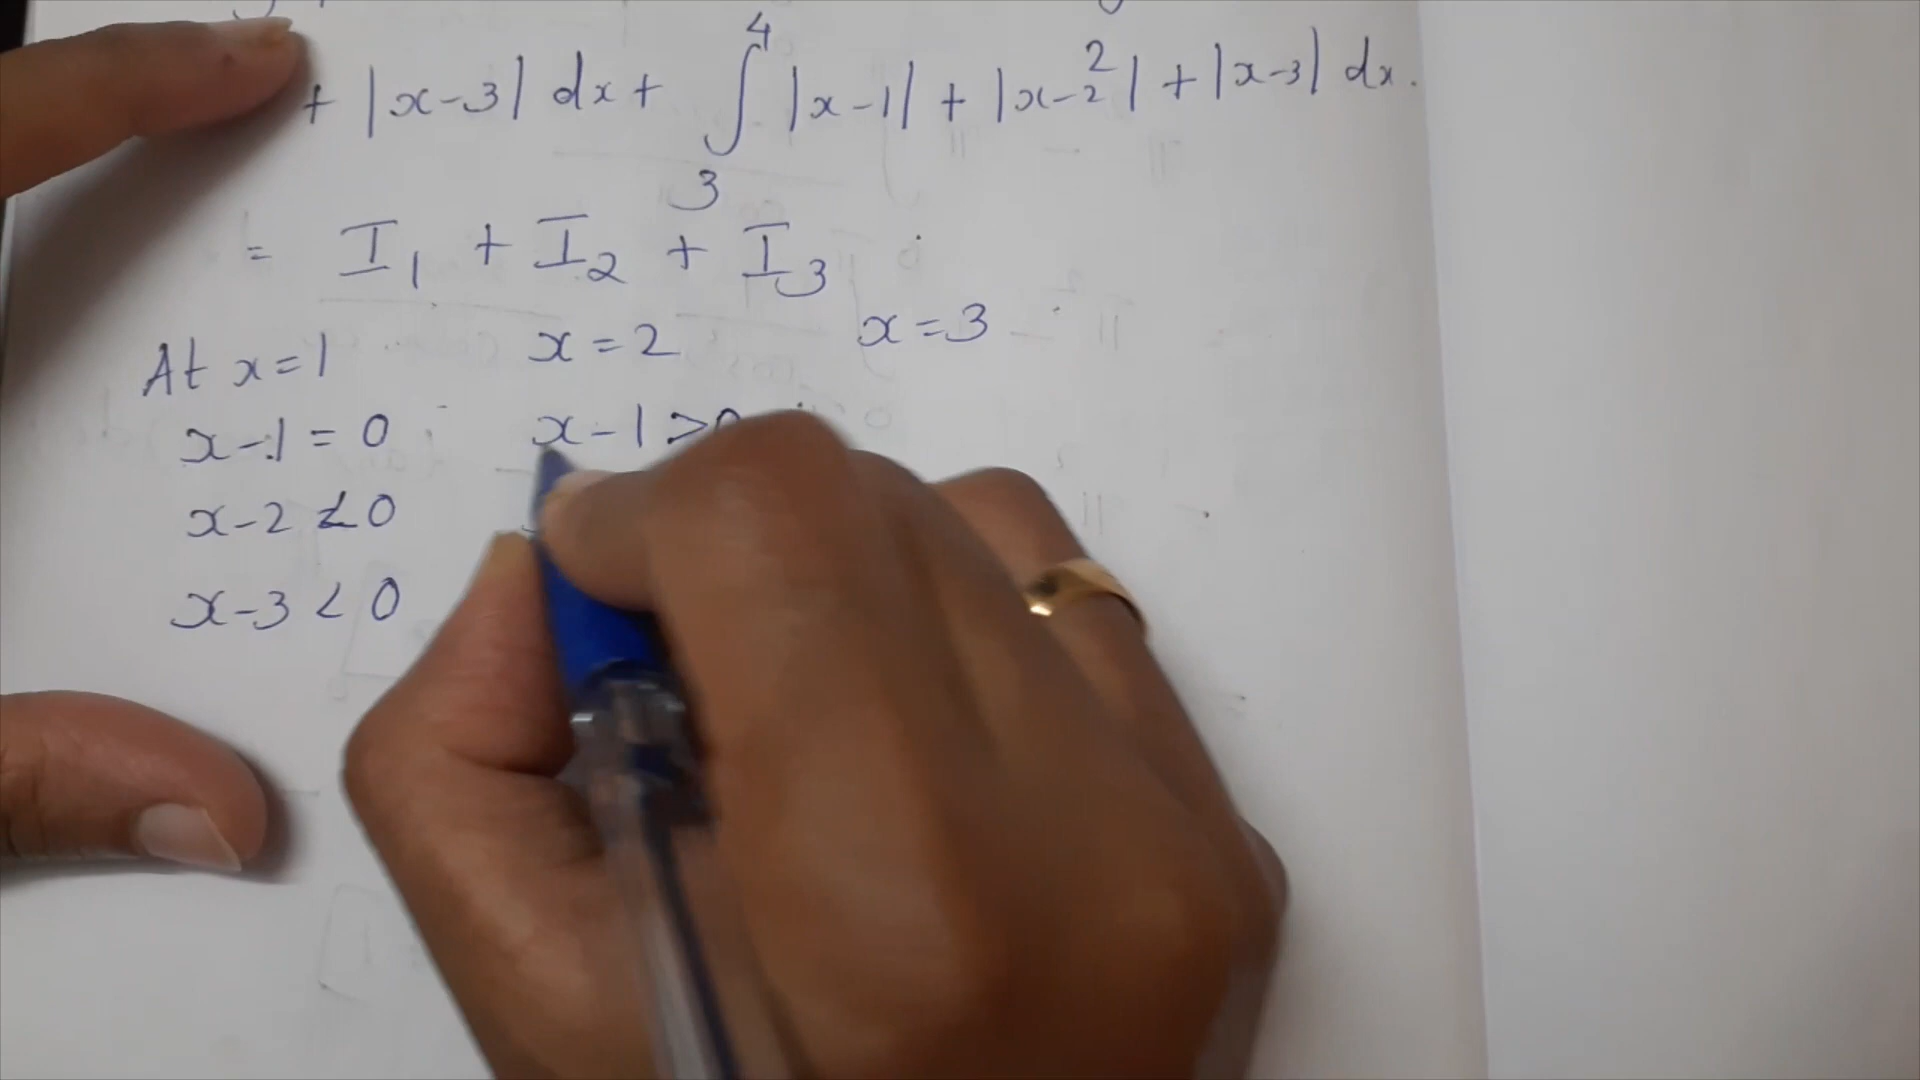 + |x-3| dx + ∫₃⁴ |x-1| + |x-2| + |x-3| dx.
= I₁ + I₂ + I₃
At x=1 x=2 x=3
x-1 = 0 x-1 >0
x-2 <0
x-3 < 0